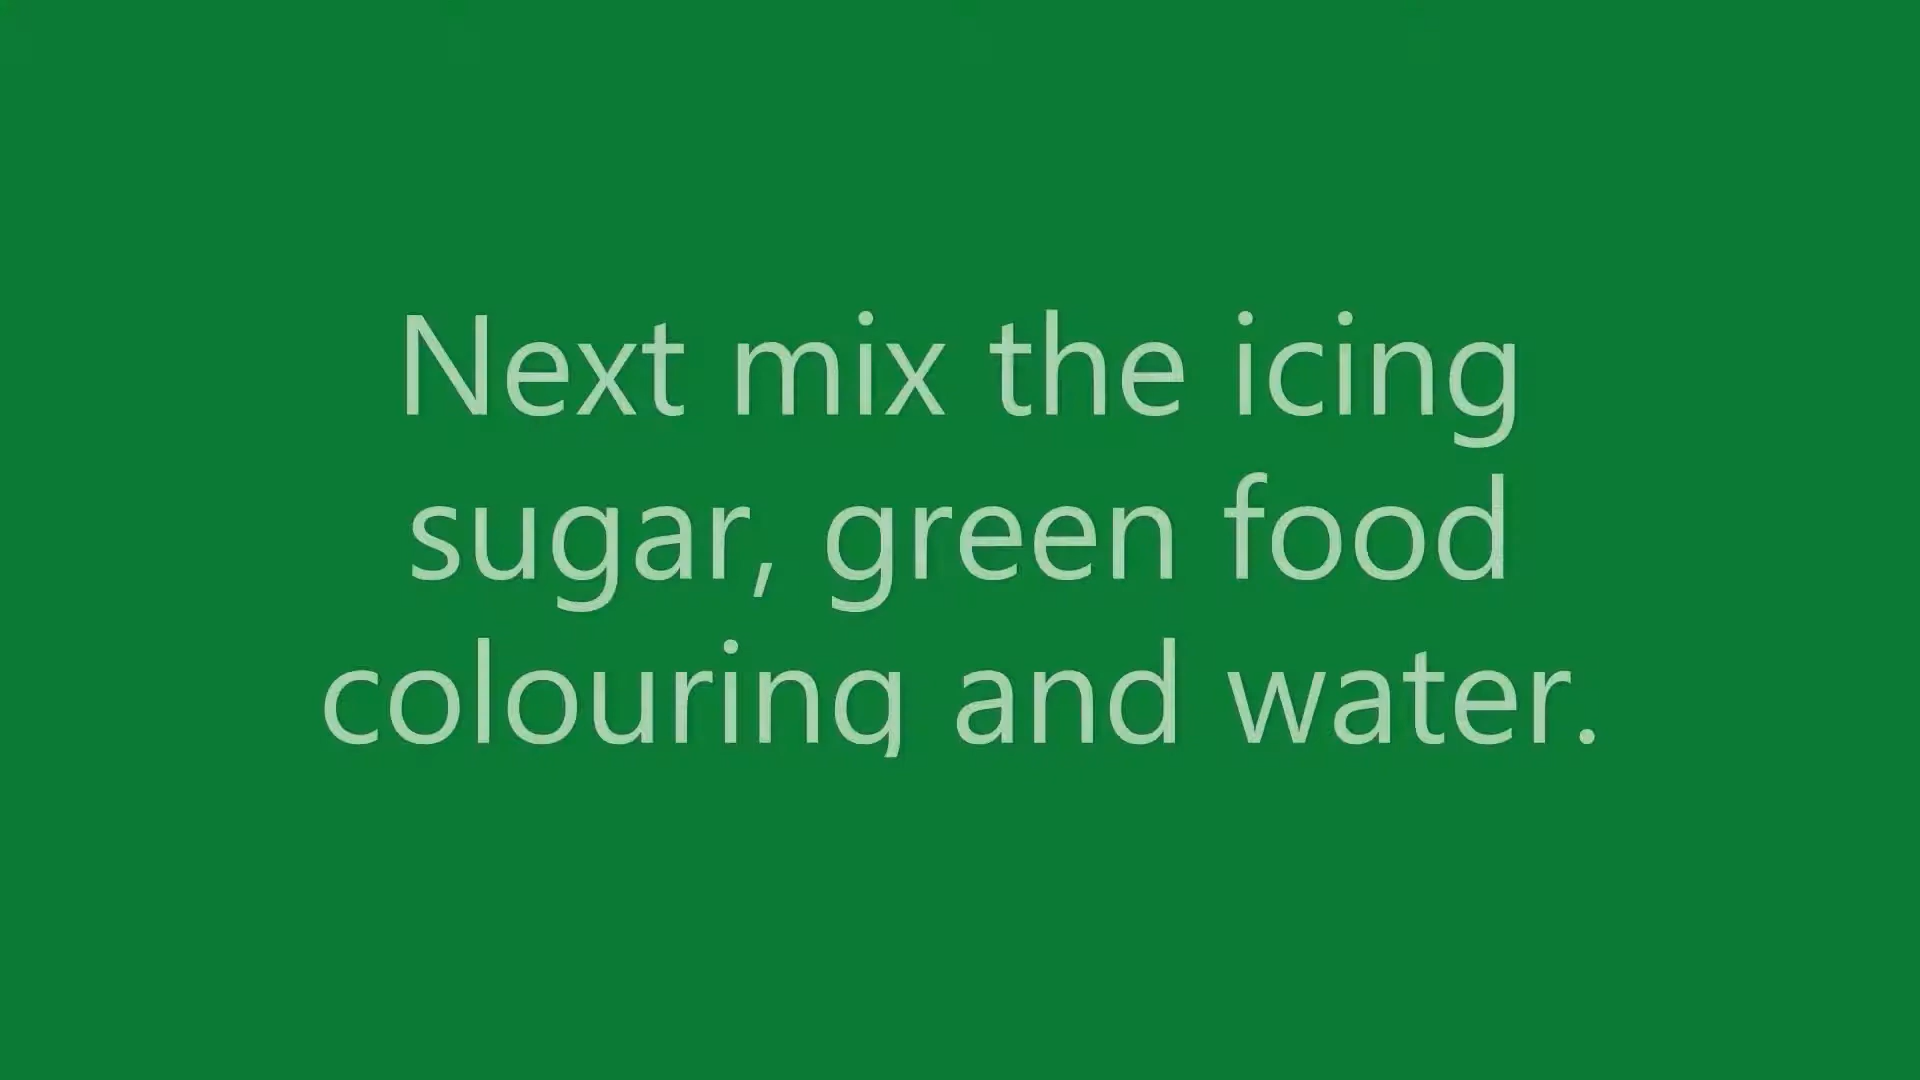 Next mix the icing
sugar, green food
colouring and water.